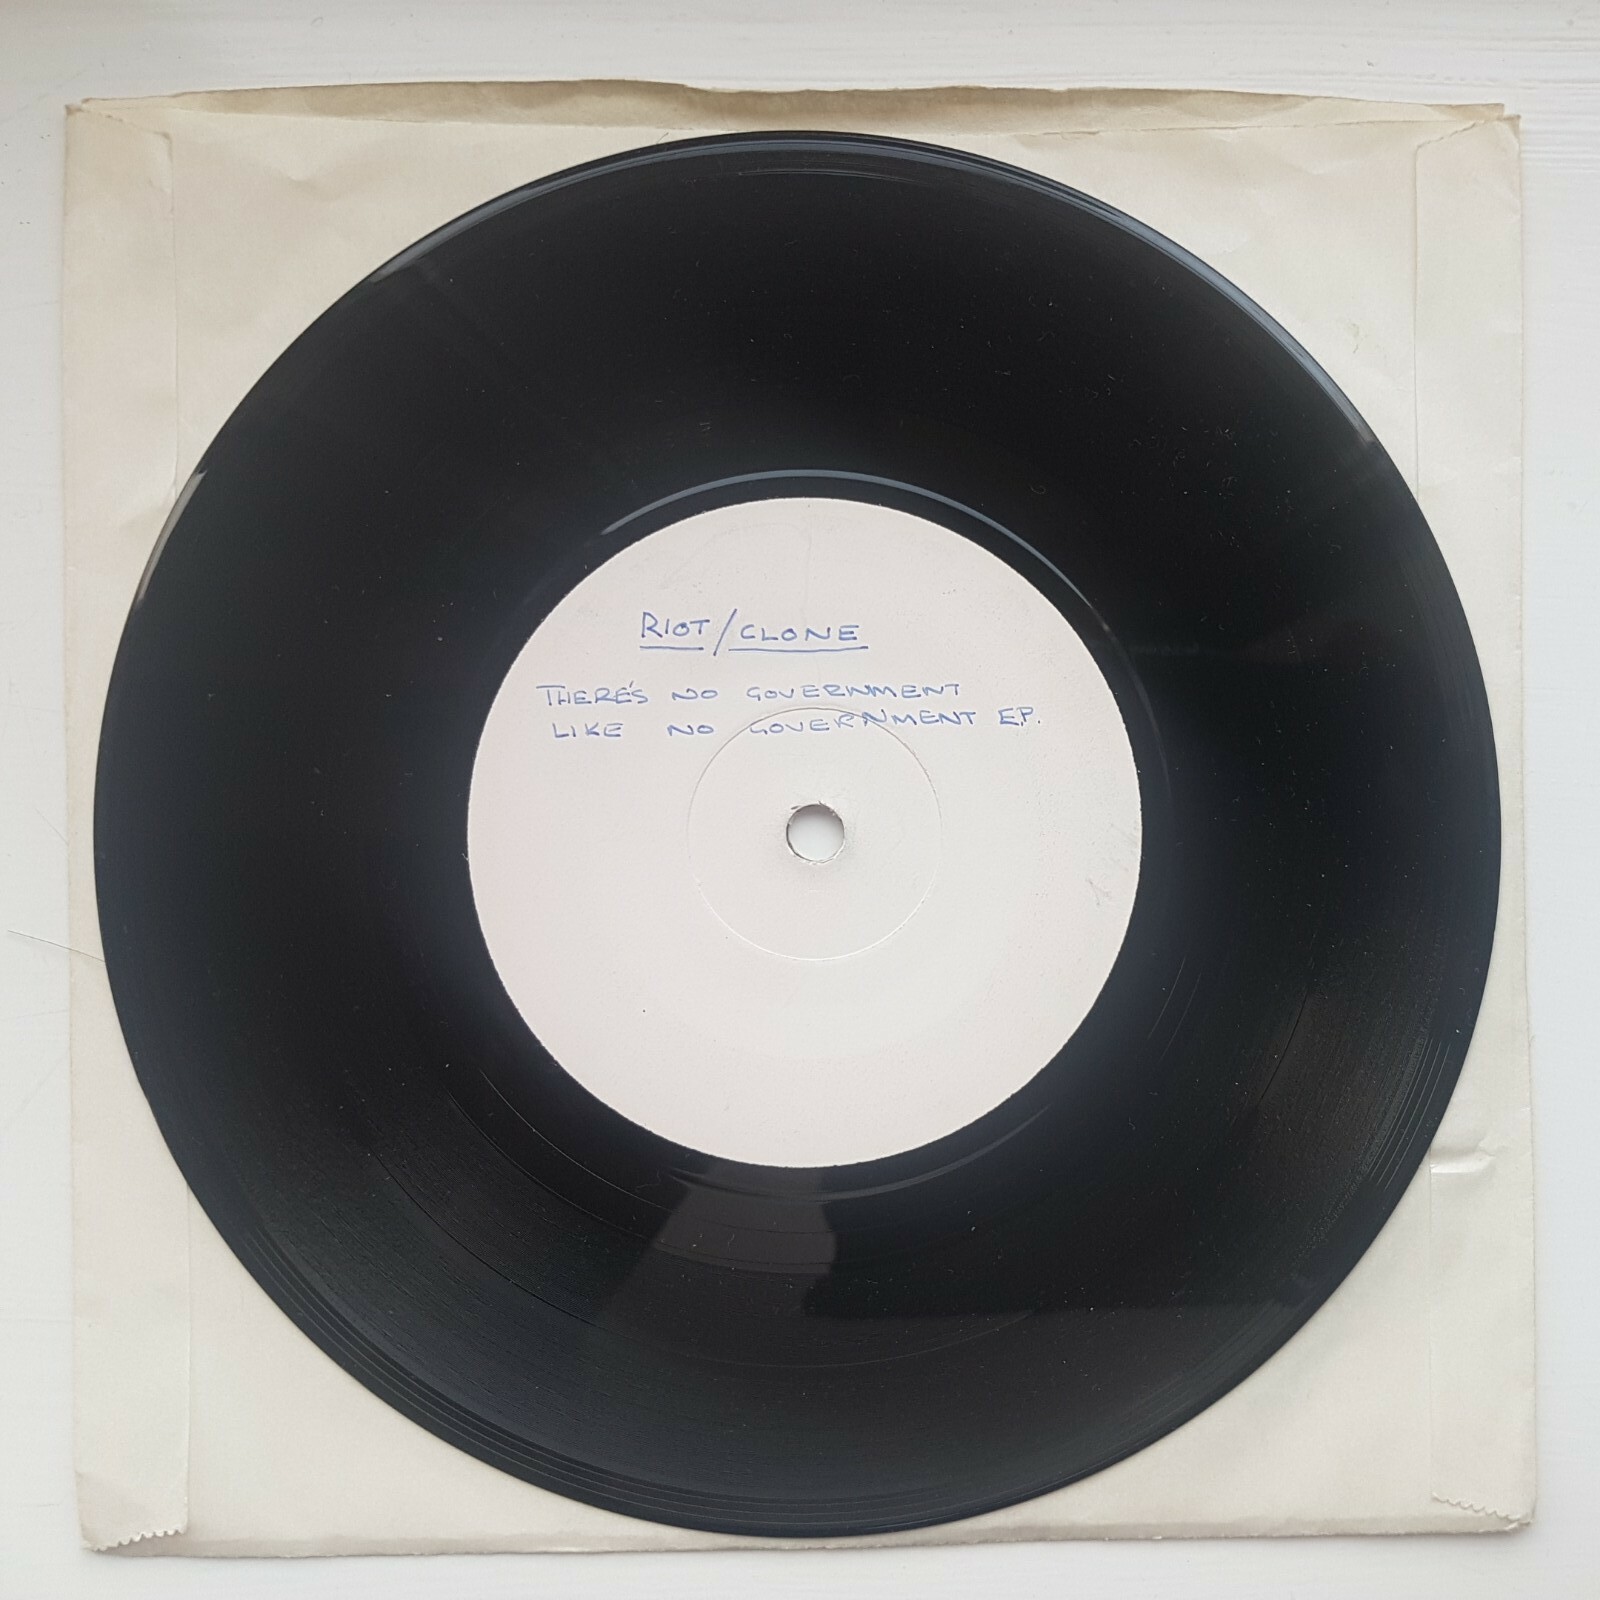 RIOT/CLONE
THERE'S NO GOVERNMENT
LIKE NO GOVERNMENT E.P.